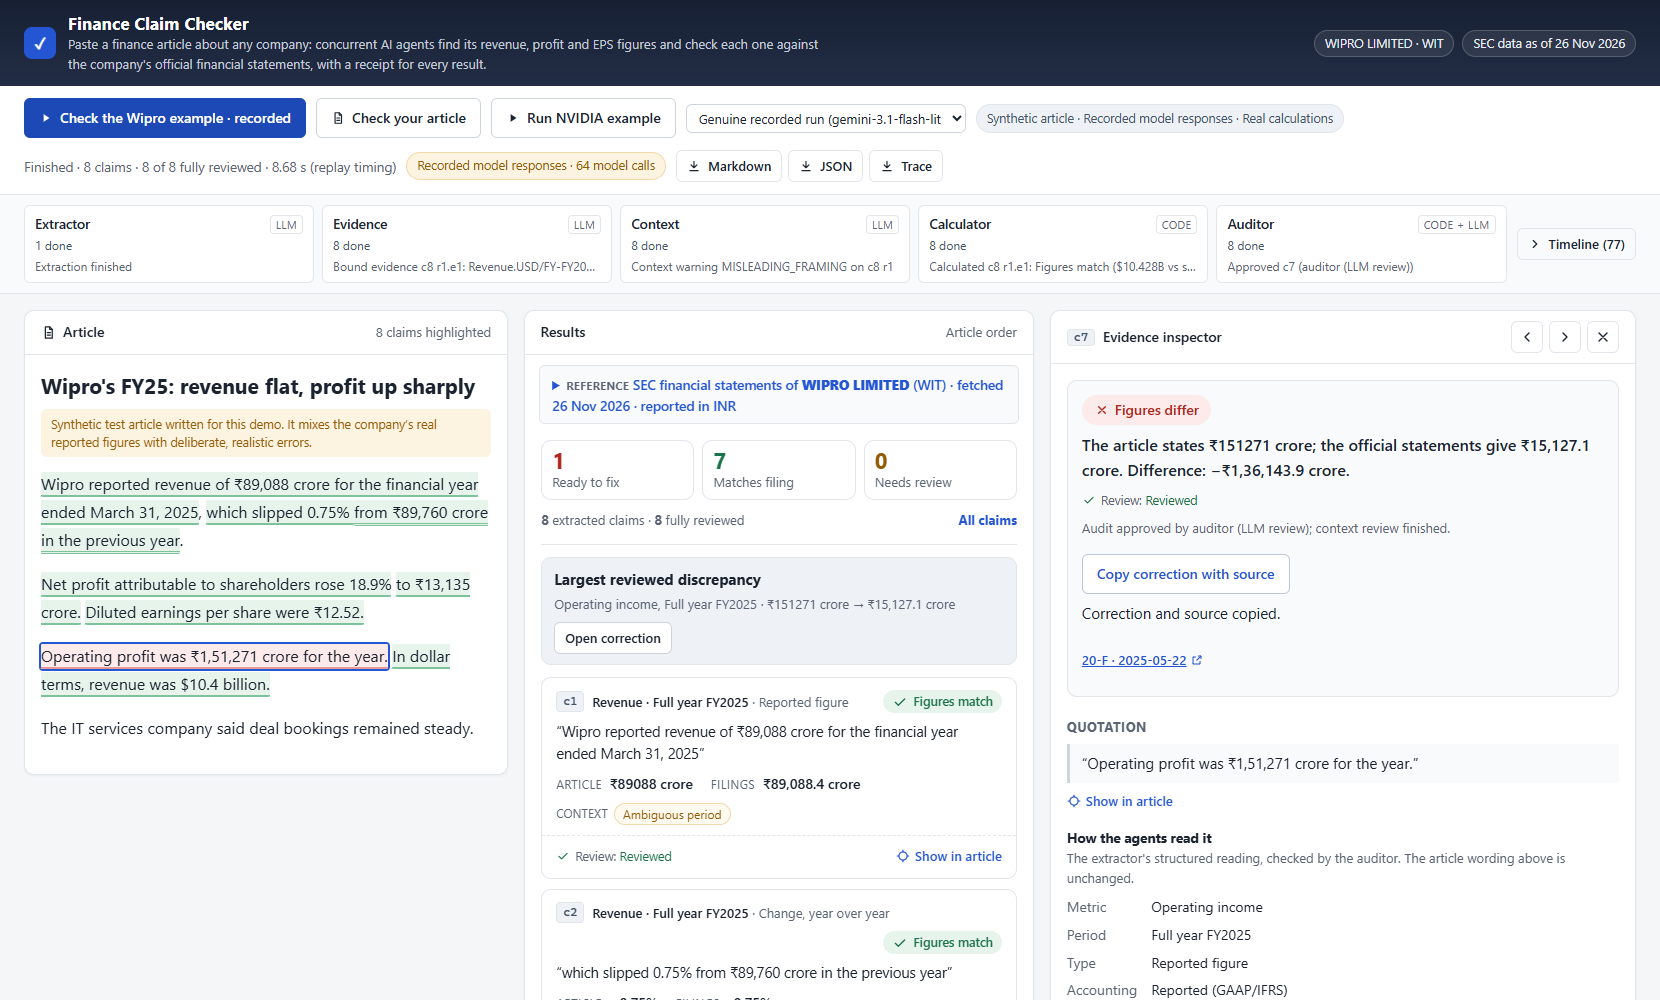 Finance Claim Checker
Paste a finance article about any company: concurrent AI agents find its revenue, profit and EPS figures and check each one against
the company's official financial statements, with a receipt for every result.
WIPRO LIMITED · WIT
SEC data as of 26 Nov 2026
Check the Wipro example · recorded
Check your article
Run NVIDIA example
Genuine recorded run (gemini-3.1-flash-lit
Synthetic article · Recorded model responses · Real calculations
Finished · 8 claims · 8 of 8 fully reviewed · 8.68 s (replay timing)
Recorded model responses · 64 model calls
Markdown
JSON
Trace
Extractor
LLM
1 done
Extraction finished
Evidence
LLM
8 done
Bound evidence c8 r1.e1: Revenue.USD/FY-FY20...
Context
LLM
8 done
Context warning MISLEADING_FRAMING on c8 r1
Calculator
CODE
8 done
Calculated c8 r1.e1: Figures match ($10.428B vs s...
Auditor
CODE + LLM
8 done
Approved c7 (auditor (LLM review))
Timeline (77)
Article
8 claims highlighted
Wipro's FY25: revenue flat, profit up sharply
Synthetic test article written for this demo. It mixes the company's real
reported figures with deliberate, realistic errors.
Wipro reported revenue of ₹89,088 crore for the financial year
ended March 31, 2025, which slipped 0.75% from ₹89,760 crore
in the previous year.
Net profit attributable to shareholders rose 18.9% to ₹13,135
crore. Diluted earnings per share were ₹12.52.
Operating profit was ₹1,51,271 crore for the year. In dollar
terms, revenue was $10.4 billion.
The IT services company said deal bookings remained steady.
Results
Article order
REFERENCE SEC financial statements of WIPRO LIMITED (WIT) · fetched
26 Nov 2026 · reported in INR
1
Ready to fix
7
Matches filing
0
Needs review
8 extracted claims · 8 fully reviewed
All claims
Largest reviewed discrepancy
Operating income, Full year FY2025 · ₹151271 crore → ₹15,127.1 crore
Open correction
c1 Revenue · Full year FY2025 · Reported figure
Figures match
“Wipro reported revenue of ₹89,088 crore for the financial year
ended March 31, 2025”
ARTICLE ₹89088 crore FILINGS ₹89,088.4 crore
CONTEXT Ambiguous period
Review: Reviewed
Show in article
c2 Revenue · Full year FY2025 · Change, year over year
Figures match
“which slipped 0.75% from ₹89,760 crore in the previous year”
c7 Evidence inspector
Figures differ
The article states ₹151271 crore; the official statements give ₹15,127.1
crore. Difference: −₹1,36,143.9 crore.
Review: Reviewed
Audit approved by auditor (LLM review); context review finished.
Copy correction with source
Correction and source copied.
20-F · 2025-05-22
QUOTATION
“Operating profit was ₹1,51,271 crore for the year.”
Show in article
How the agents read it
The extractor's structured reading, checked by the auditor. The article wording above is
unchanged.
Metric Operating income
Period Full year FY2025
Type Reported figure
Accounting Reported (GAAP/IFRS)